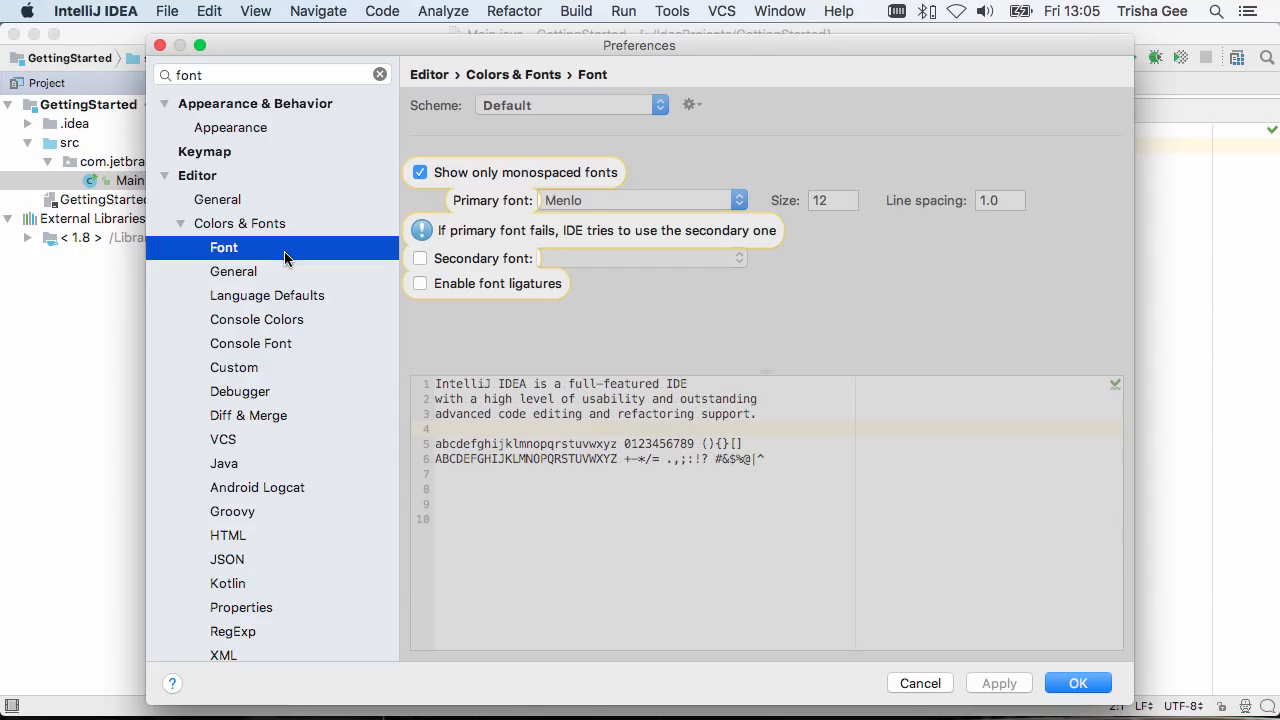 IntelliJ IDEA File Edit View Navigate Code Analyze Refactor Build Run Tools VCS Window Help Fri 13:05 Trisha Gee
GettingStarted
Preferences
Project
GettingStarted
.idea
src
com.jetbra
Main
GettingStarte
External Libraries
< 1.8 > /Libra
font
Appearance & Behavior
Appearance
Keymap
Editor
General
Colors & Fonts
Font
General
Language Defaults
Console Colors
Console Font
Custom
Debugger
Diff & Merge
VCS
Java
Android Logcat
Groovy
HTML
JSON
Kotlin
Properties
RegExp
XML
Editor › Colors & Fonts › Font
Scheme: Default
Show only monospaced fonts
Primary font: Menlo Size: 12 Line spacing: 1.0
If primary font fails, IDE tries to use the secondary one
Secondary font:
Enable font ligatures
1 IntelliJ IDEA is a full-featured IDE
2 with a high level of usability and outstanding
3 advanced code editing and refactoring support.
4
5 abcdefghijklmnopqrstuvwxyz 0123456789 (){}[]
6 ABCDEFGHIJKLMNOPQRSTUVWXYZ +-*/= .,;:!? #&$%@|^
7
8
9
10
? Cancel Apply OK
2:1 LF UTF-8